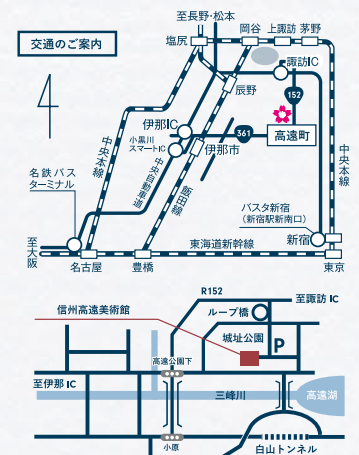 交通のご案内
至長野・松本
塩尻
岡谷
上諏訪
茅野
諏訪IC
辰野
152
伊那IC
小黒川
スマートIC
伊那市
361
高遠町
中央本線
中央自動車道
飯田線
中央本線
名鉄バス
ターミナル
バスタ新宿
(新宿駅新南口)
新宿
至大阪
東海道新幹線
名古屋
豊橋
東京
R152
至諏訪IC
信州高遠美術館
ループ橋
城址公園
P
高遠公園下
至伊那IC
三峰川
高遠湖
小原
白山トンネル